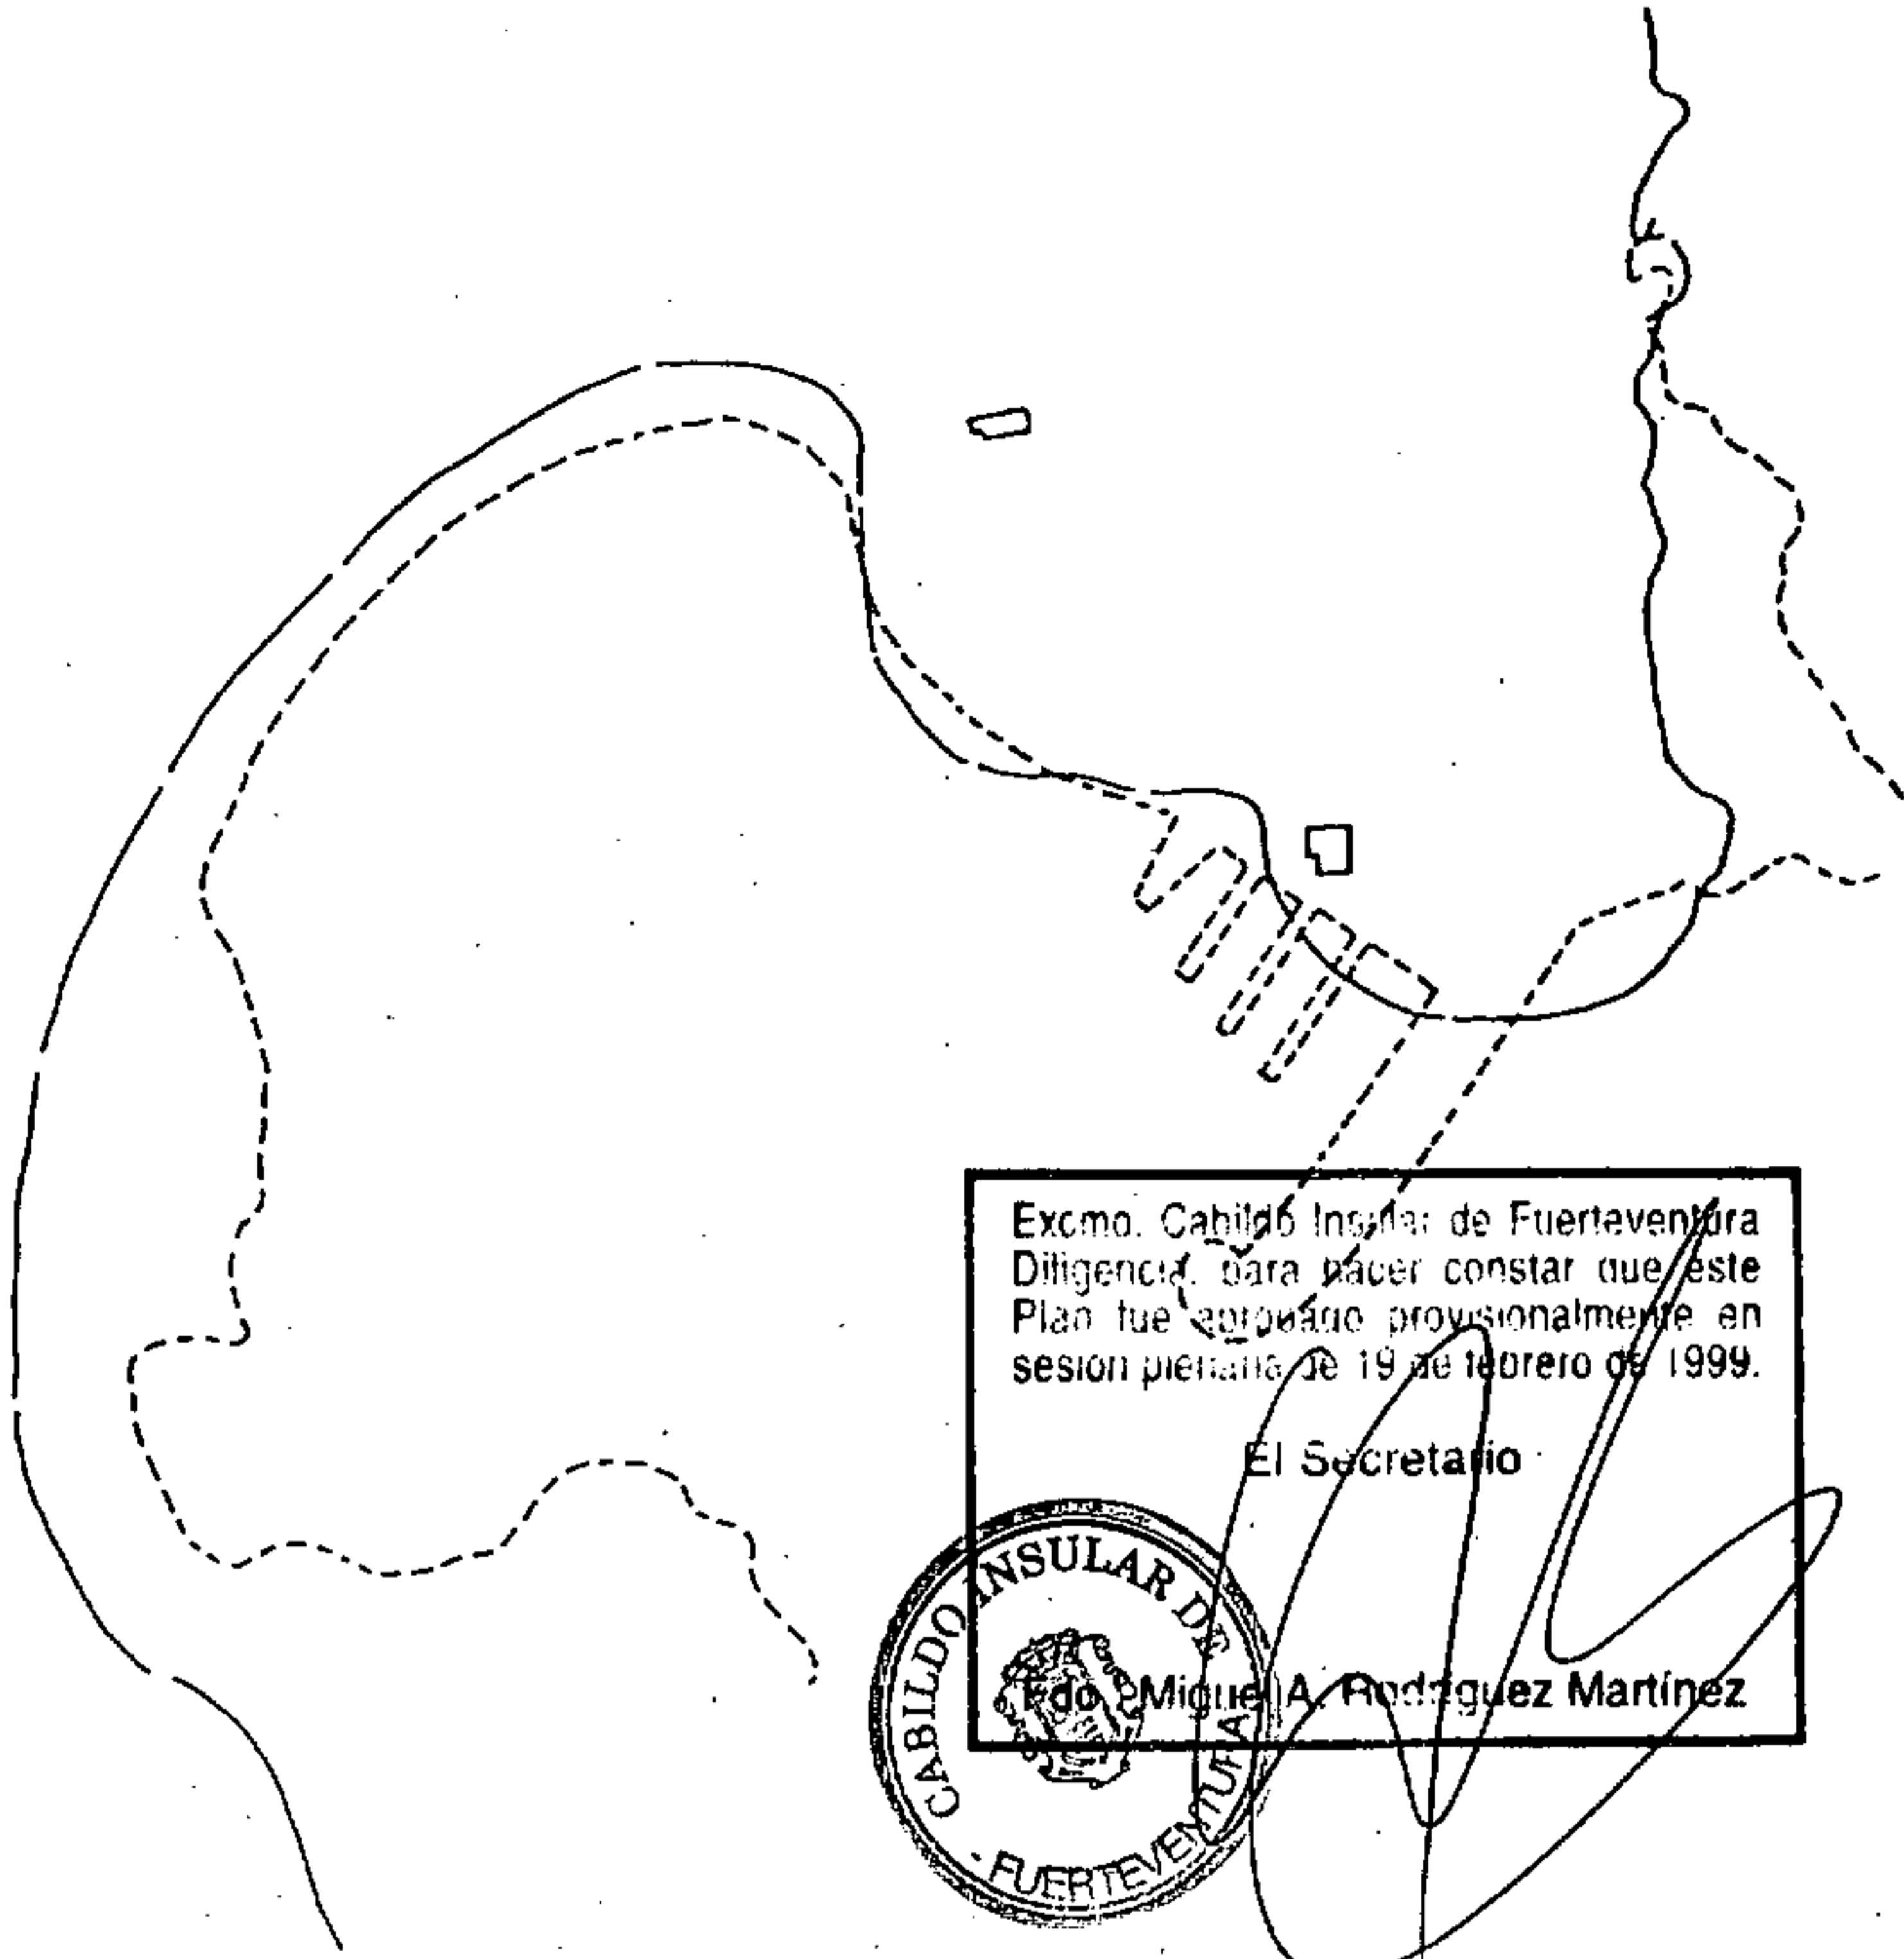 Excmo. Cabildo Insular de Fuerteventura
Diligencia, para hacer constar que este
Plan fue aprobado provisionalmente en
sesion plenaria de 19 de febrero de 1999.
El Secretario
Fdo. Miguel A. Rodríguez Martínez
CABILDO INSULAR DE
FUERTEVENTURA